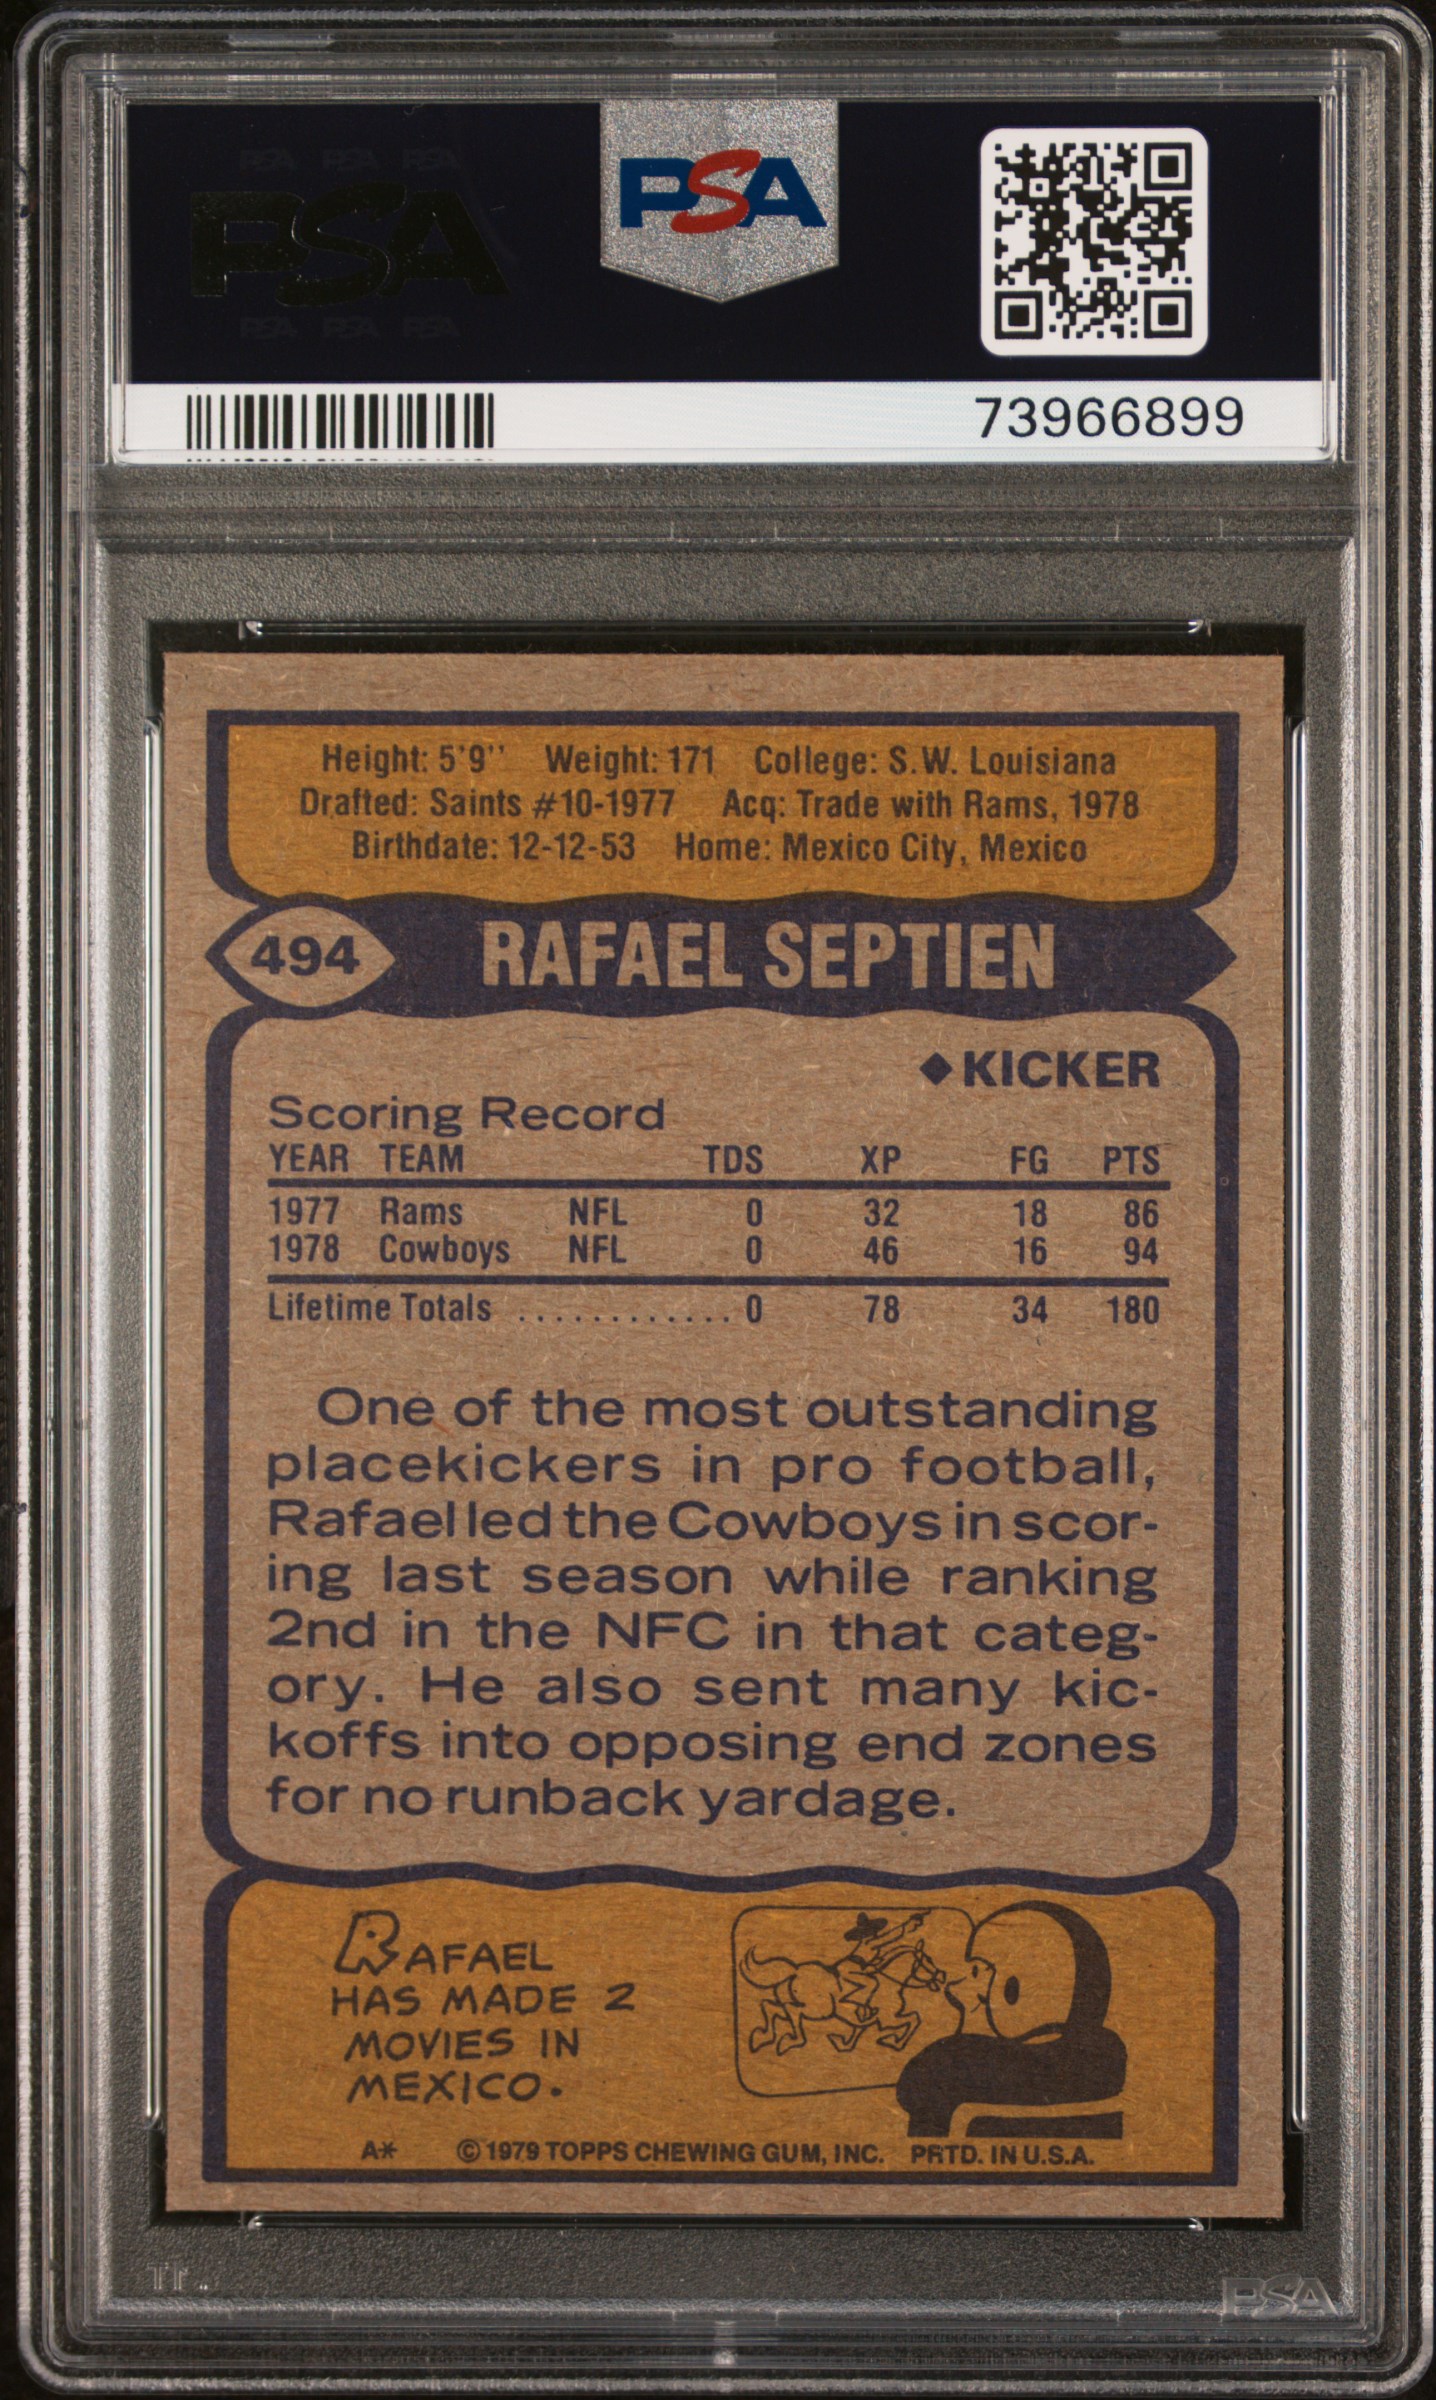 PSA PSA PSA
PSA
PSA PSA PSA
PSA
73966899
Height: 5'9'' Weight: 171 College: S.W. Louisiana
Drafted: Saints #10-1977 Acq: Trade with Rams, 1978
Birthdate: 12-12-53 Home: Mexico City, Mexico
494 RAFAEL SEPTIEN
◆KICKER
Scoring Record
YEAR TEAM TDS XP FG PTS
1977 Rams NFL 0 32 18 86
1978 Cowboys NFL 0 46 16 94
Lifetime Totals ............. 0 78 34 180
One of the most outstanding
placekickers in pro football,
Rafael led the Cowboys in scor-
ing last season while ranking
2nd in the NFC in that categ-
ory. He also sent many kic-
koffs into opposing end zones
for no runback yardage.
RAFAEL
HAS MADE 2
MOVIES IN
MEXICO.
A* © 1979 TOPPS CHEWING GUM, INC. PRTD. IN U.S.A.
PSA